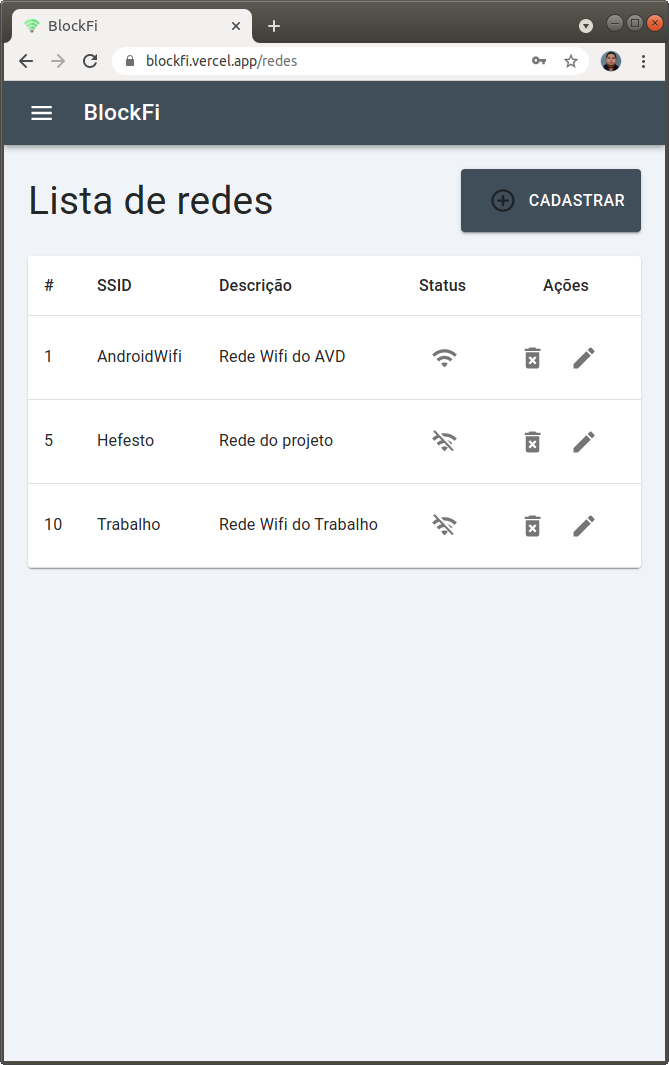 BlockFi
blockfi.vercel.app/redes
BlockFi
Lista de redes
CADASTRAR
# SSID Descrição Status Ações
1 AndroidWifi Rede Wifi do AVD
5 Hefesto Rede do projeto
10 Trabalho Rede Wifi do Trabalho